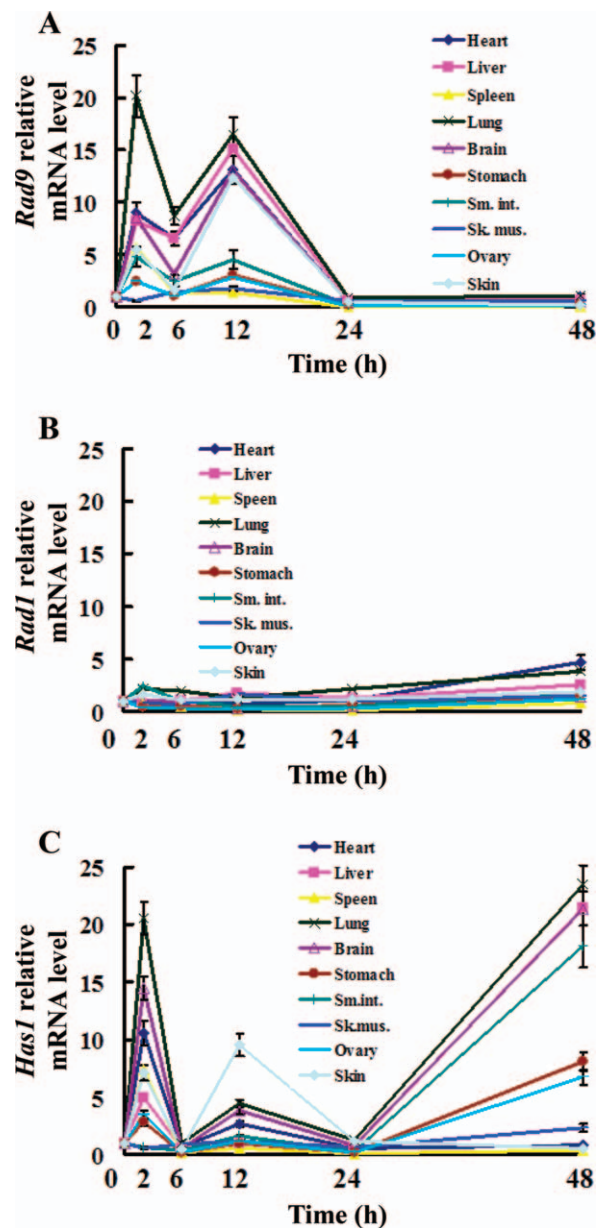 A
Rad9 relative
mRNA level
25
20
15
10
5
0
Heart
Liver
Spleen
Lung
Brain
Stomach
Sm. int.
Sk. mus.
Ovary
Skin
0 2 6 12 24 48
Time (h)
B
Rad1 relative
mRNA level
25
20
15
10
5
0
Heart
Liver
Speen
Lung
Brain
Stomach
Sm. int.
Sk. mus.
Ovary
Skin
0 2 6 12 24 48
Time (h)
C
Has1 relative
mRNA level
25
20
15
10
5
0
Heart
Liver
Speen
Lung
Brain
Stomach
Sm.int.
Sk.mus.
Ovary
Skin
0 2 6 12 24 48
Time (h)